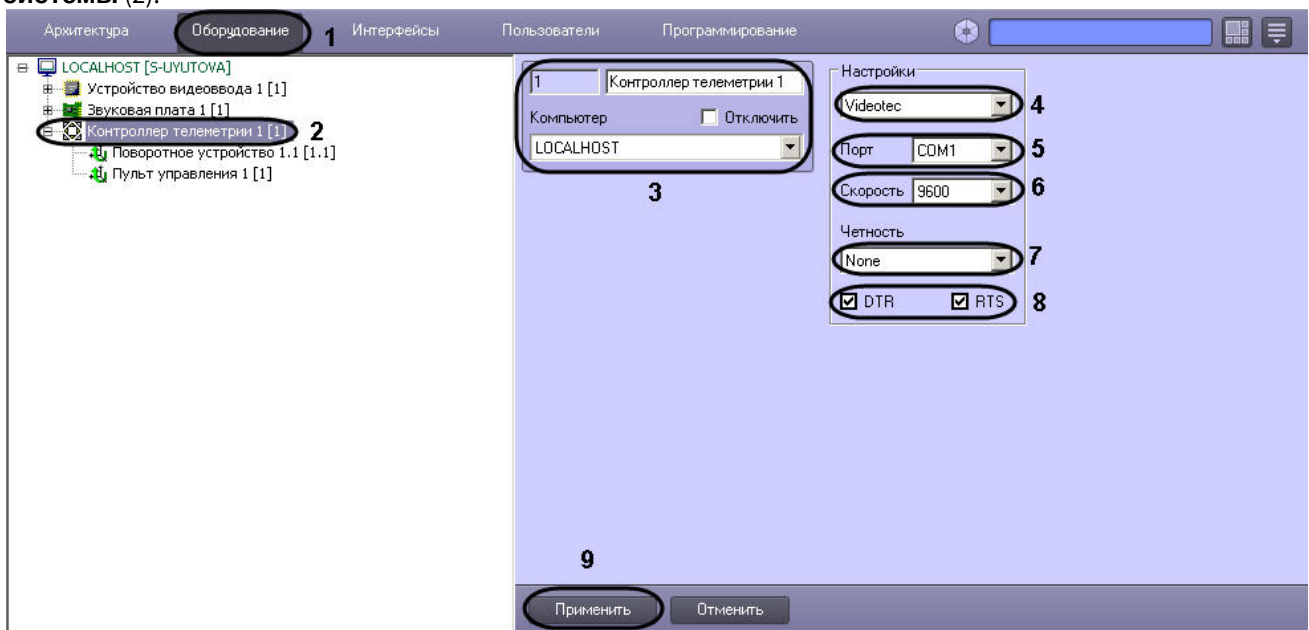 системы (2).
Архитектура Оборудование 1 Интерфейсы Пользователи Программирование
LOCALHOST [S-UYUTOVA]
Устройство видеоввода 1 [1]
Звуковая плата 1 [1]
Контроллер телеметрии 1 [1] 2
Поворотное устройство 1.1 [1.1]
Пульт управления 1 [1]
1 Контроллер телеметрии 1
Компьютер Отключить
LOCALHOST
3
Настройки
Videotec 4
Порт COM1 5
Скорость 9600 6
Четность
None 7
DTR RTS 8
9
Применить Отменить